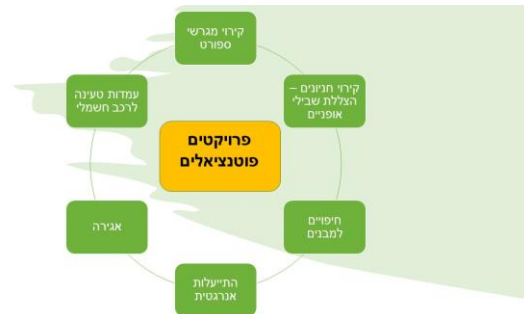 קירוי מגרשי
ספורט
קירוי חניונים –
הצללת שבילי
אופניים
חיפויים
למבנים
התייעלות
אנרגטית
אגירה
עמדות טעינה
לרכב חשמלי
פרויקטים
פוטנציאלים